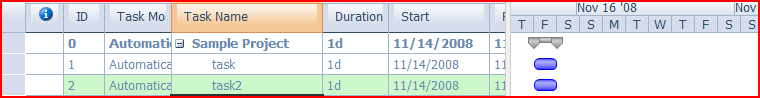 Nov 16 '08 Nov
ID Task Mo Task Name Duration Start F T F S S M T W T F S S
0 Automatic Sample Project 1d 11/14/2008
1 Automatica task 1d 11/14/2008
2 Automatica task2 1d 11/14/2008